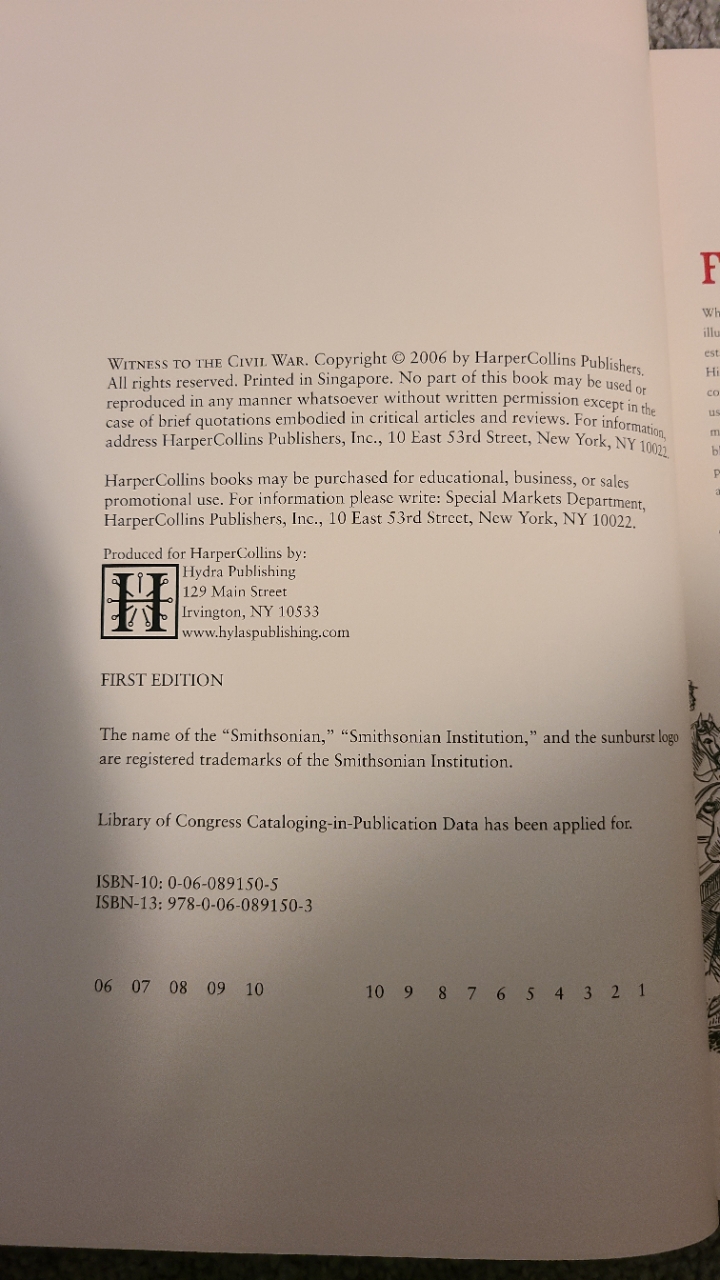 WITNESS TO THE CIVIL WAR. Copyright © 2006 by HarperCollins Publishers.
All rights reserved. Printed in Singapore. No part of this book may be used or
reproduced in any manner whatsoever without written permission except in the
case of brief quotations embodied in critical articles and reviews. For information,
address HarperCollins Publishers, Inc., 10 East 53rd Street, New York, NY 10022.
HarperCollins books may be purchased for educational, business, or sales
promotional use. For information please write: Special Markets Department,
HarperCollins Publishers, Inc., 10 East 53rd Street, New York, NY 10022.
Produced for HarperCollins by:
H
Hydra Publishing
129 Main Street
Irvington, NY 10533
www.hylaspublishing.com
FIRST EDITION
The name of the “Smithsonian,” “Smithsonian Institution,” and the sunburst logo
are registered trademarks of the Smithsonian Institution.
Library of Congress Cataloging-in-Publication Data has been applied for.
ISBN-10: 0-06-089150-5
ISBN-13: 978-0-06-089150-3
06 07 08 09 10 10 9 8 7 6 5 4 3 2 1
F
Wh
illu
est
Hi
co
us
m